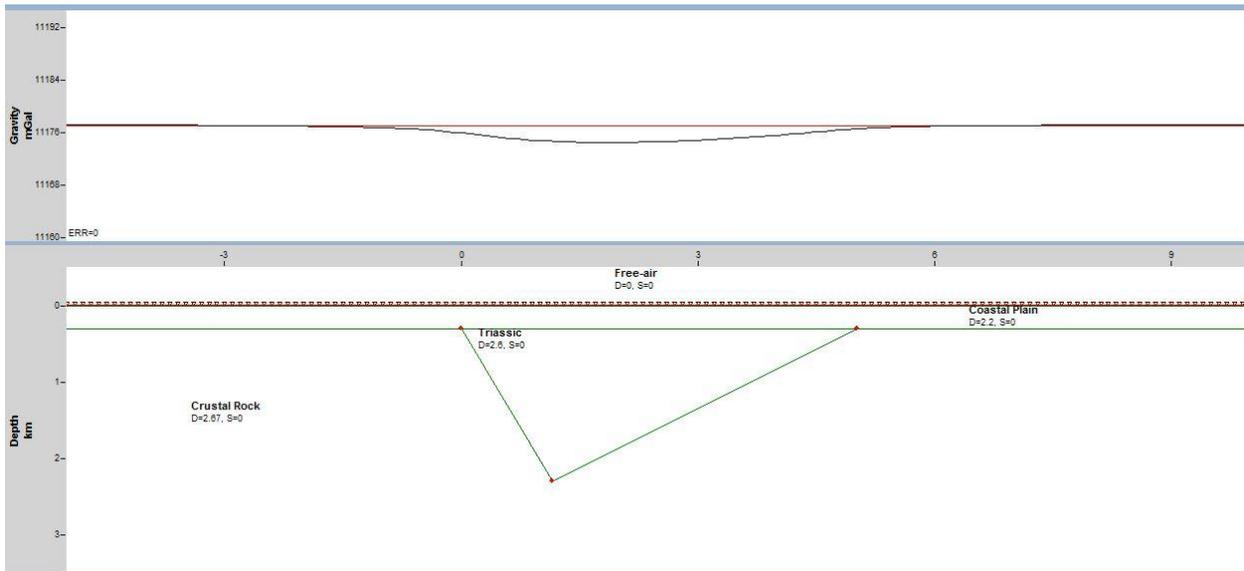 11192
11184
Gravity
mGal
11176
11168
11160
ERR=0
-3 0 3 6 9
Free-air
D=0, S=0
0
Coastal Plain
D=2.2, S=0
Triassic
D=2.6, S=0
1
Crustal Rock
D=2.67, S=0
Depth
km
2
3